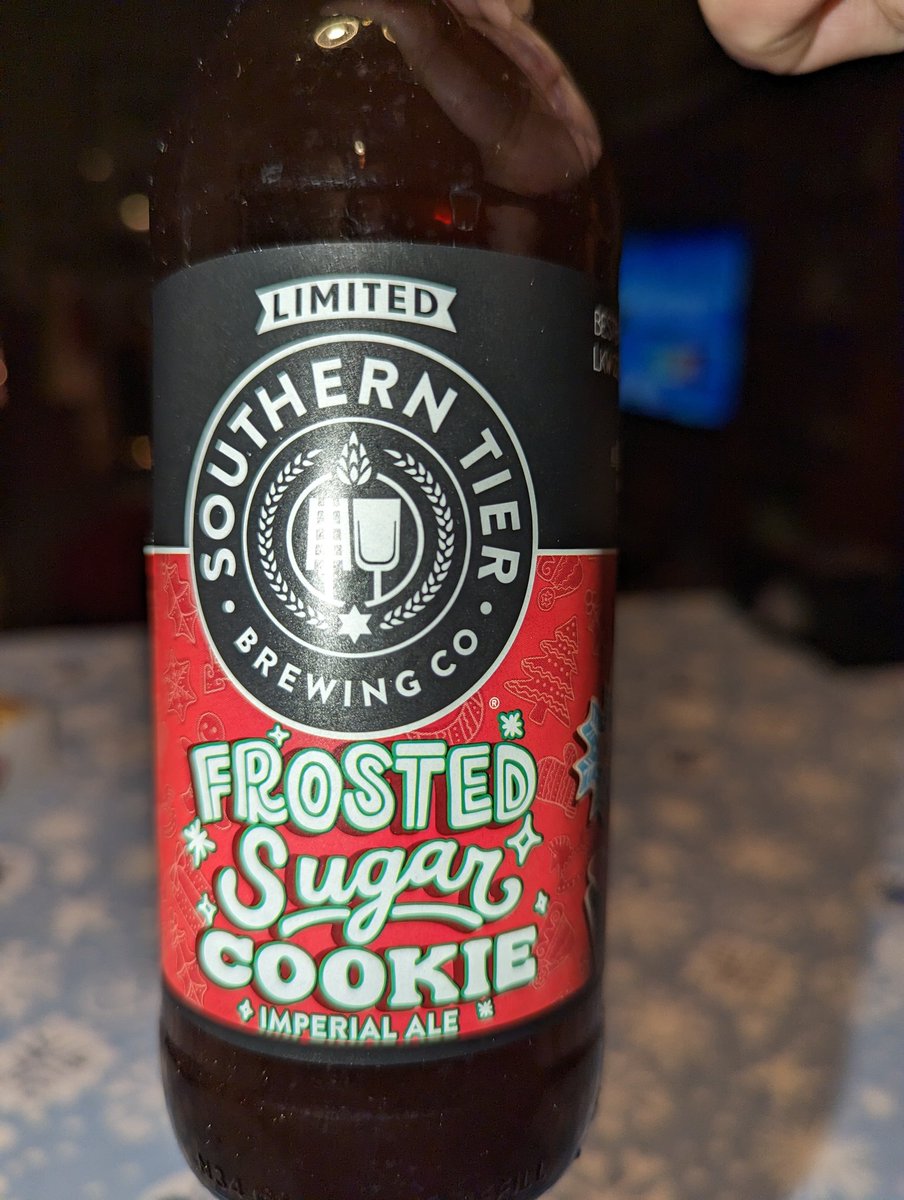 LIMITED
SOUTHERN TIER
• BREWING CO •
®
FROSTED
Sugar
COOKIE
IMPERIAL ALE